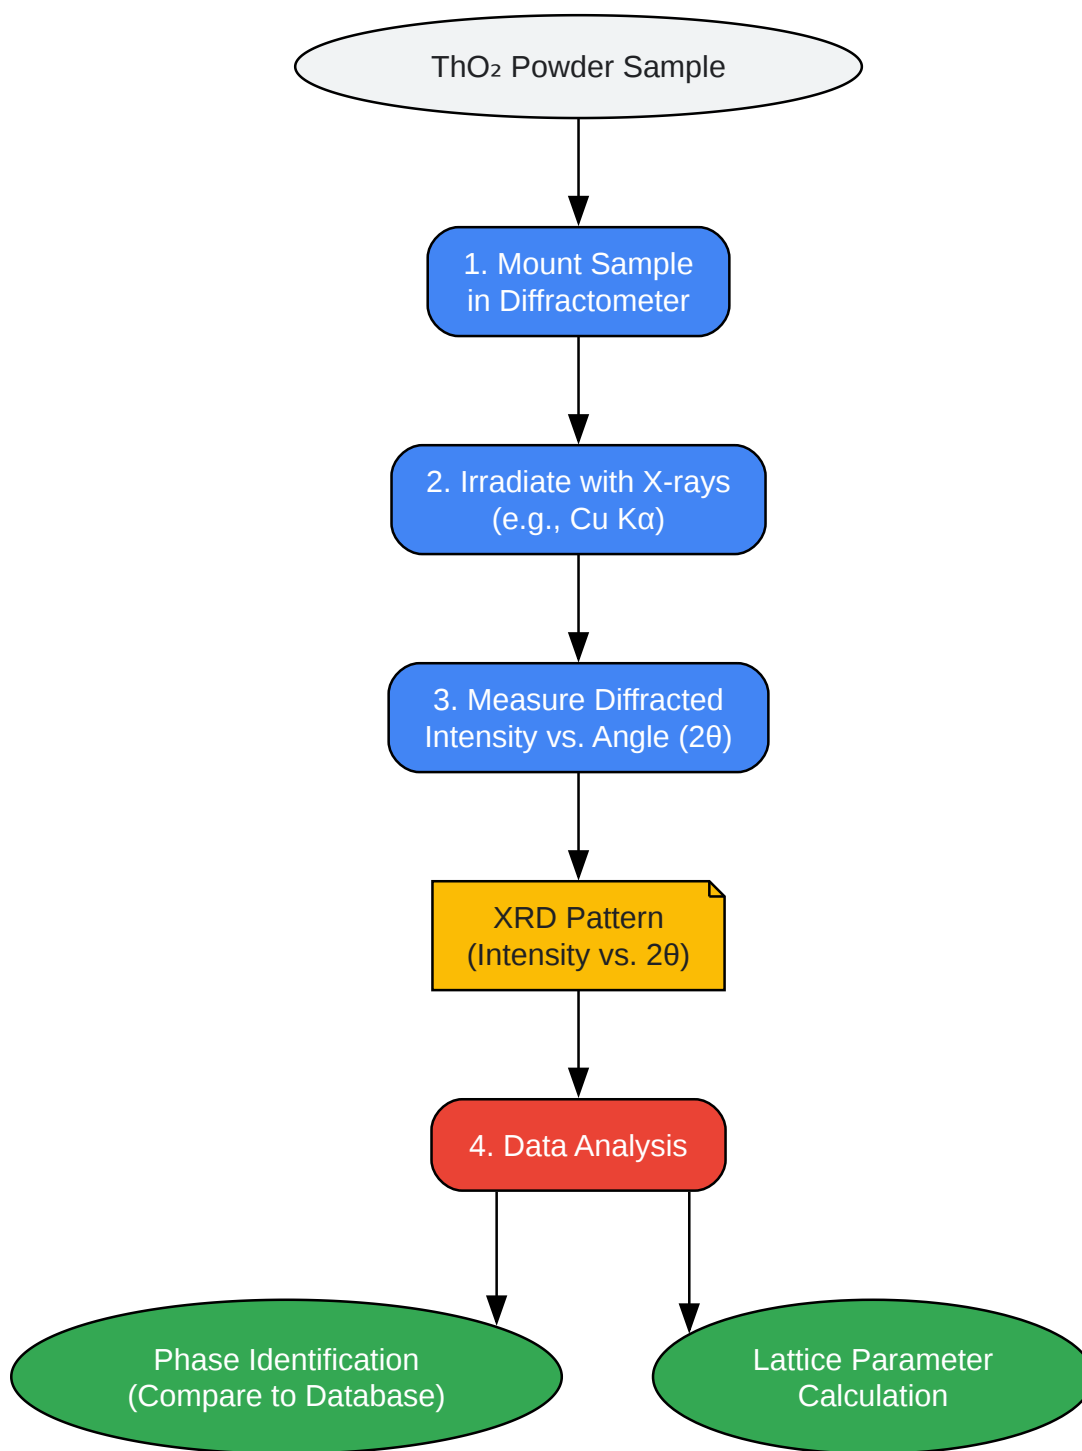 ThO₂ Powder Sample
1. Mount Sample
in Diffractometer
2. Irradiate with X-rays
(e.g., Cu Kα)
3. Measure Diffracted
Intensity vs. Angle (2θ)
XRD Pattern
(Intensity vs. 2θ)
4. Data Analysis
Phase Identification
(Compare to Database)
Lattice Parameter
Calculation